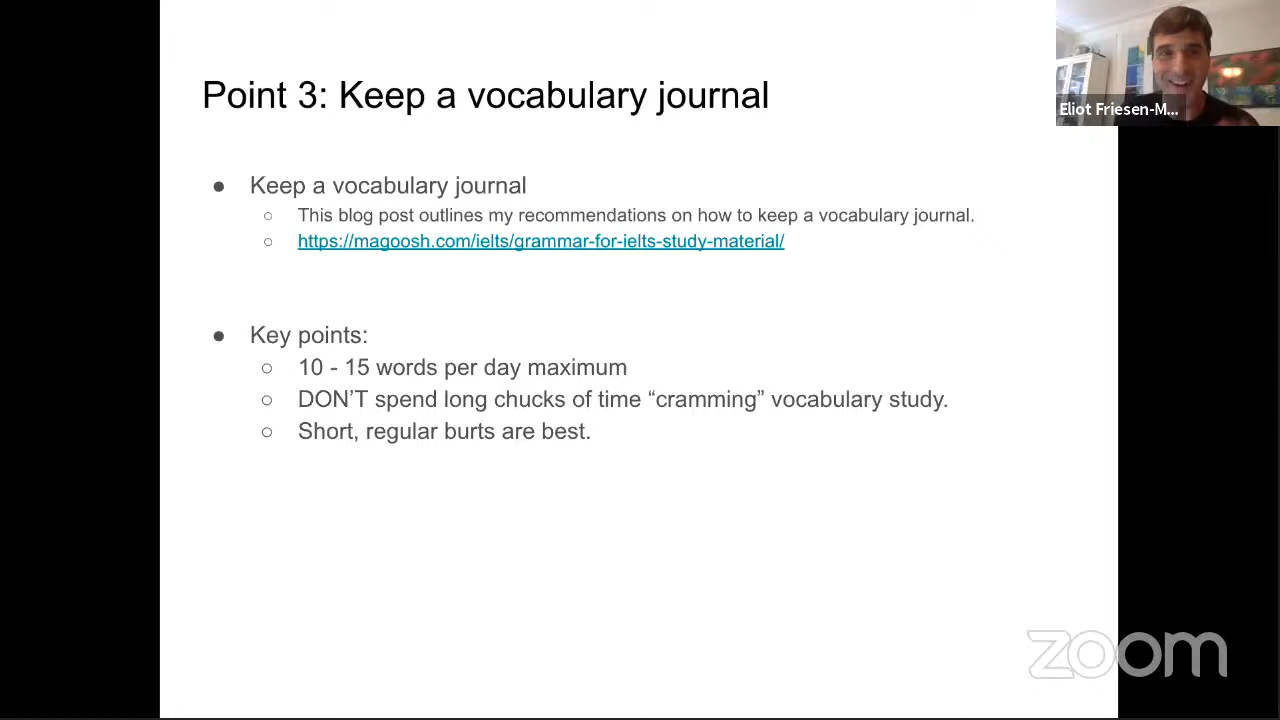 Point 3: Keep a vocabulary journal
Eliot Friesen-M...
● Keep a vocabulary journal
○ This blog post outlines my recommendations on how to keep a vocabulary journal.
○ https://magoosh.com/ielts/grammar-for-ielts-study-material/
● Key points:
○ 10 - 15 words per day maximum
○ DON'T spend long chucks of time “cramming” vocabulary study.
○ Short, regular burts are best.
zoom